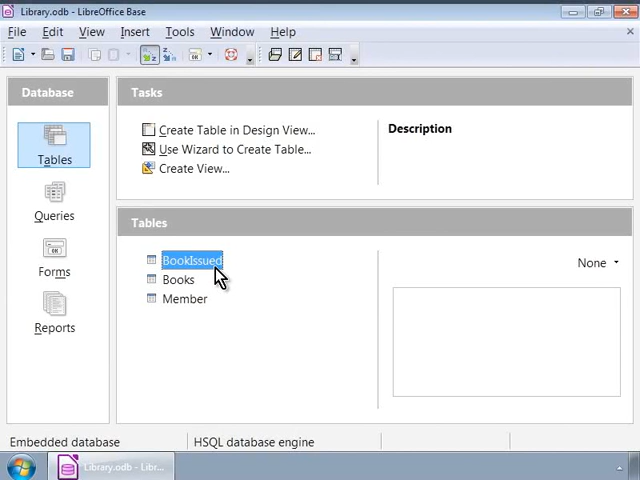 Library.odb - LibreOffice Base
File Edit View Insert Tools Window Help
Database
Tables
Queries
Forms
Reports
Tasks
Create Table in Design View...
Use Wizard to Create Table...
Create View...
Description
Tables
BookIssued
Books
Member
None
Embedded database
HSQL database engine
Library.odb - Libr...